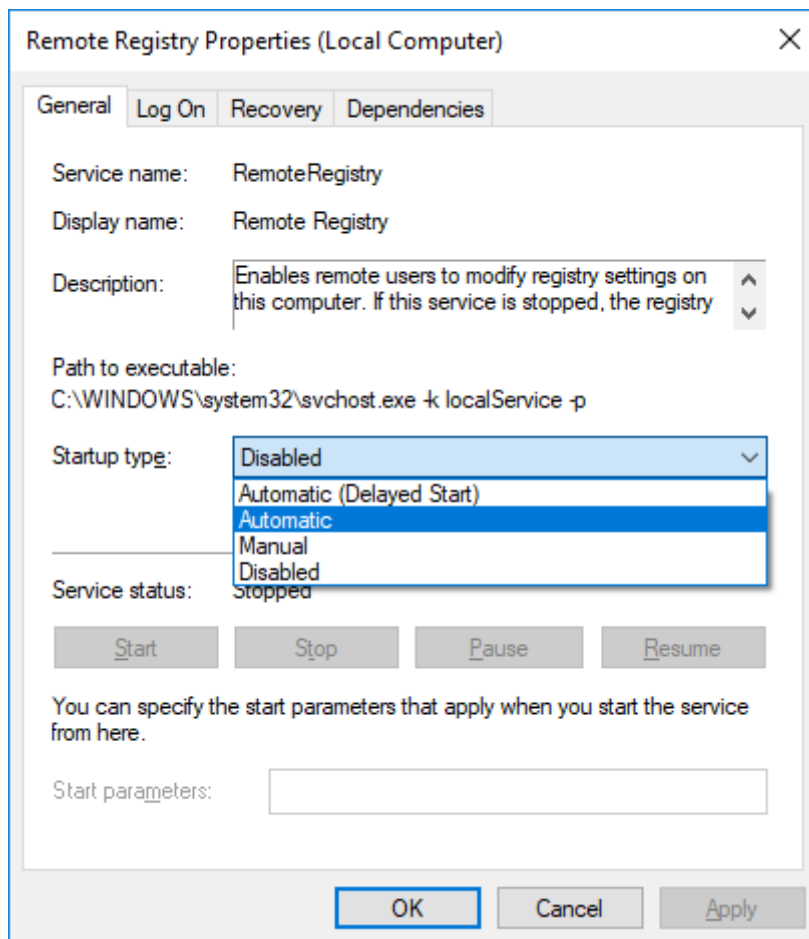 Remote Registry Properties (Local Computer)
General Log On Recovery Dependencies
Service name: RemoteRegistry
Display name: Remote Registry
Description: Enables remote users to modify registry settings on
this computer. If this service is stopped, the registry
Path to executable:
C:\WINDOWS\system32\svchost.exe -k localService -p
Startup type: Disabled
Automatic (Delayed Start)
Automatic
Manual
Disabled
Service status: Stopped
Start Stop Pause Resume
You can specify the start parameters that apply when you start the service
from here.
Start parameters:
OK Cancel Apply